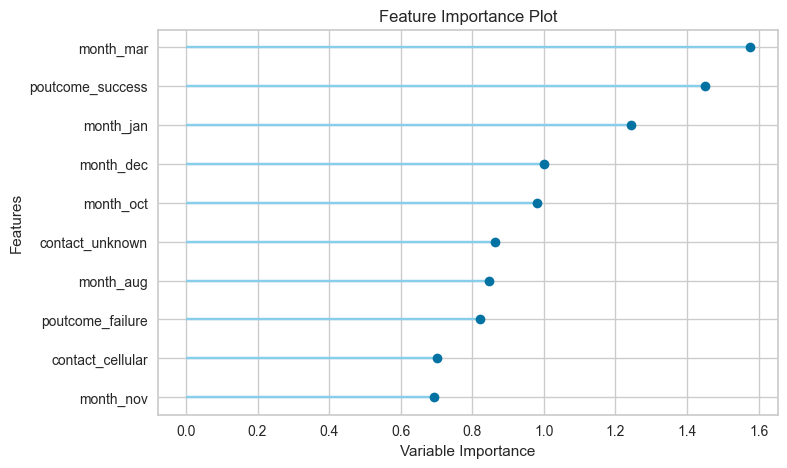 Feature Importance Plot
month_mar
poutcome_success
month_jan
month_dec
month_oct
contact_unknown
month_aug
poutcome_failure
contact_cellular
month_nov
Features
0.0 0.2 0.4 0.6 0.8 1.0 1.2 1.4 1.6
Variable Importance